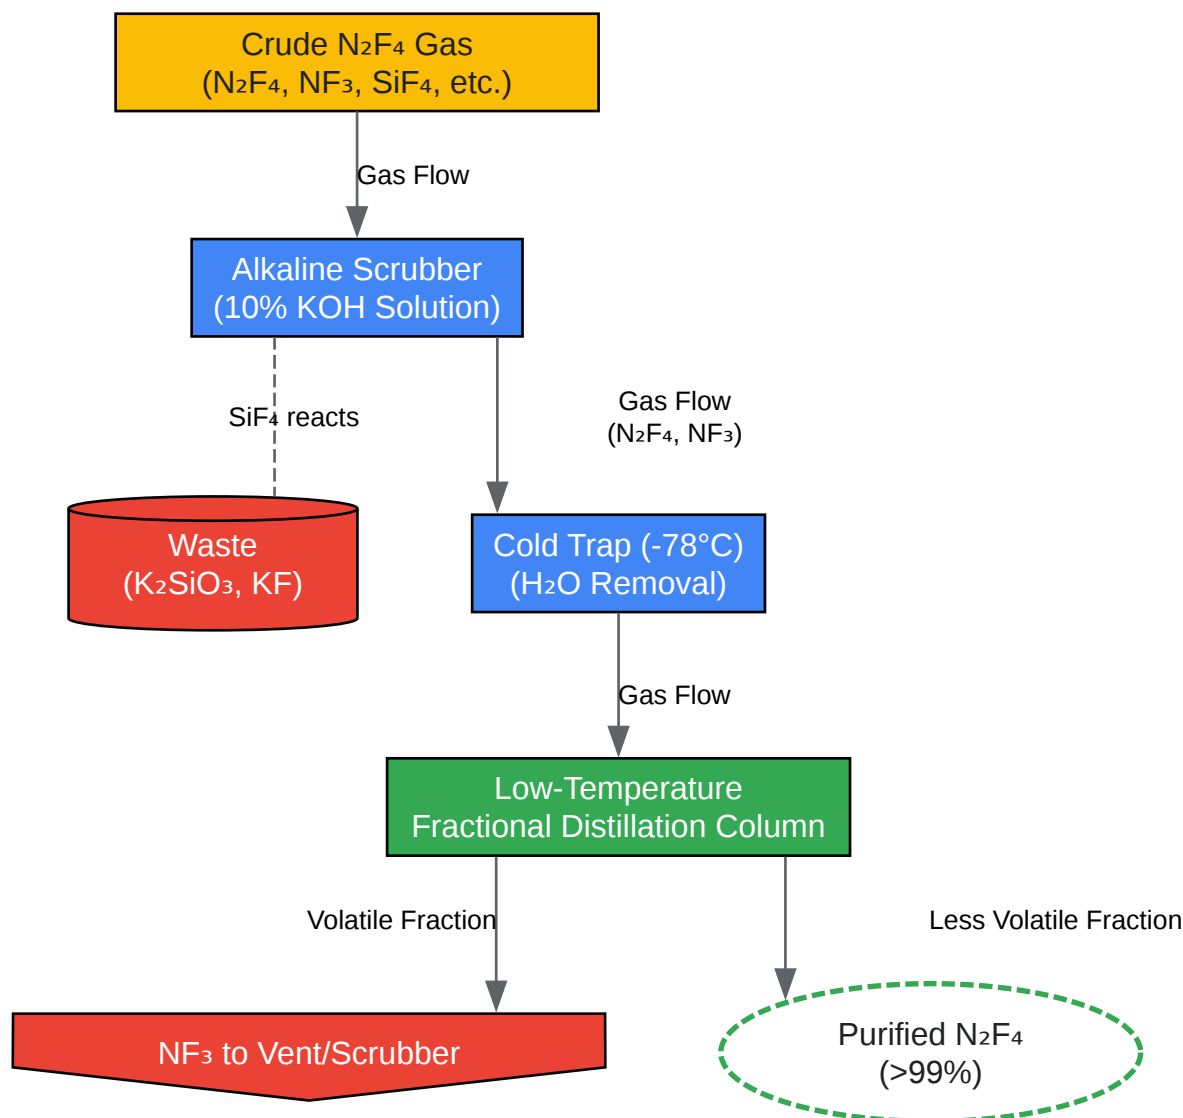 Crude N₂F₄ Gas
(N₂F₄, NF₃, SiF₄, etc.)
Gas Flow
Alkaline Scrubber
(10% KOH Solution)
SiF₄ reacts
Gas Flow
(N₂F₄, NF₃)
Waste
(K₂SiO₃, KF)
Cold Trap (-78°C)
(H₂O Removal)
Gas Flow
Low-Temperature
Fractional Distillation Column
Volatile Fraction
Less Volatile Fraction
NF₃ to Vent/Scrubber
Purified N₂F₄
(>99%)